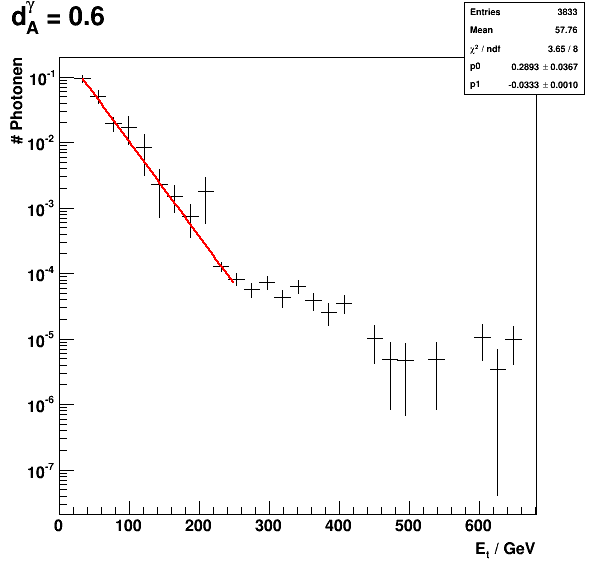 d_A^γ = 0.6
Entries 3833
Mean 57.76
χ² / ndf 3.65 / 8
p0 0.2893 ± 0.0367
p1 -0.0333 ± 0.0010
# Photonen
10⁻¹
10⁻²
10⁻³
10⁻⁴
10⁻⁵
10⁻⁶
10⁻⁷
0 100 200 300 400 500 600
E_t / GeV